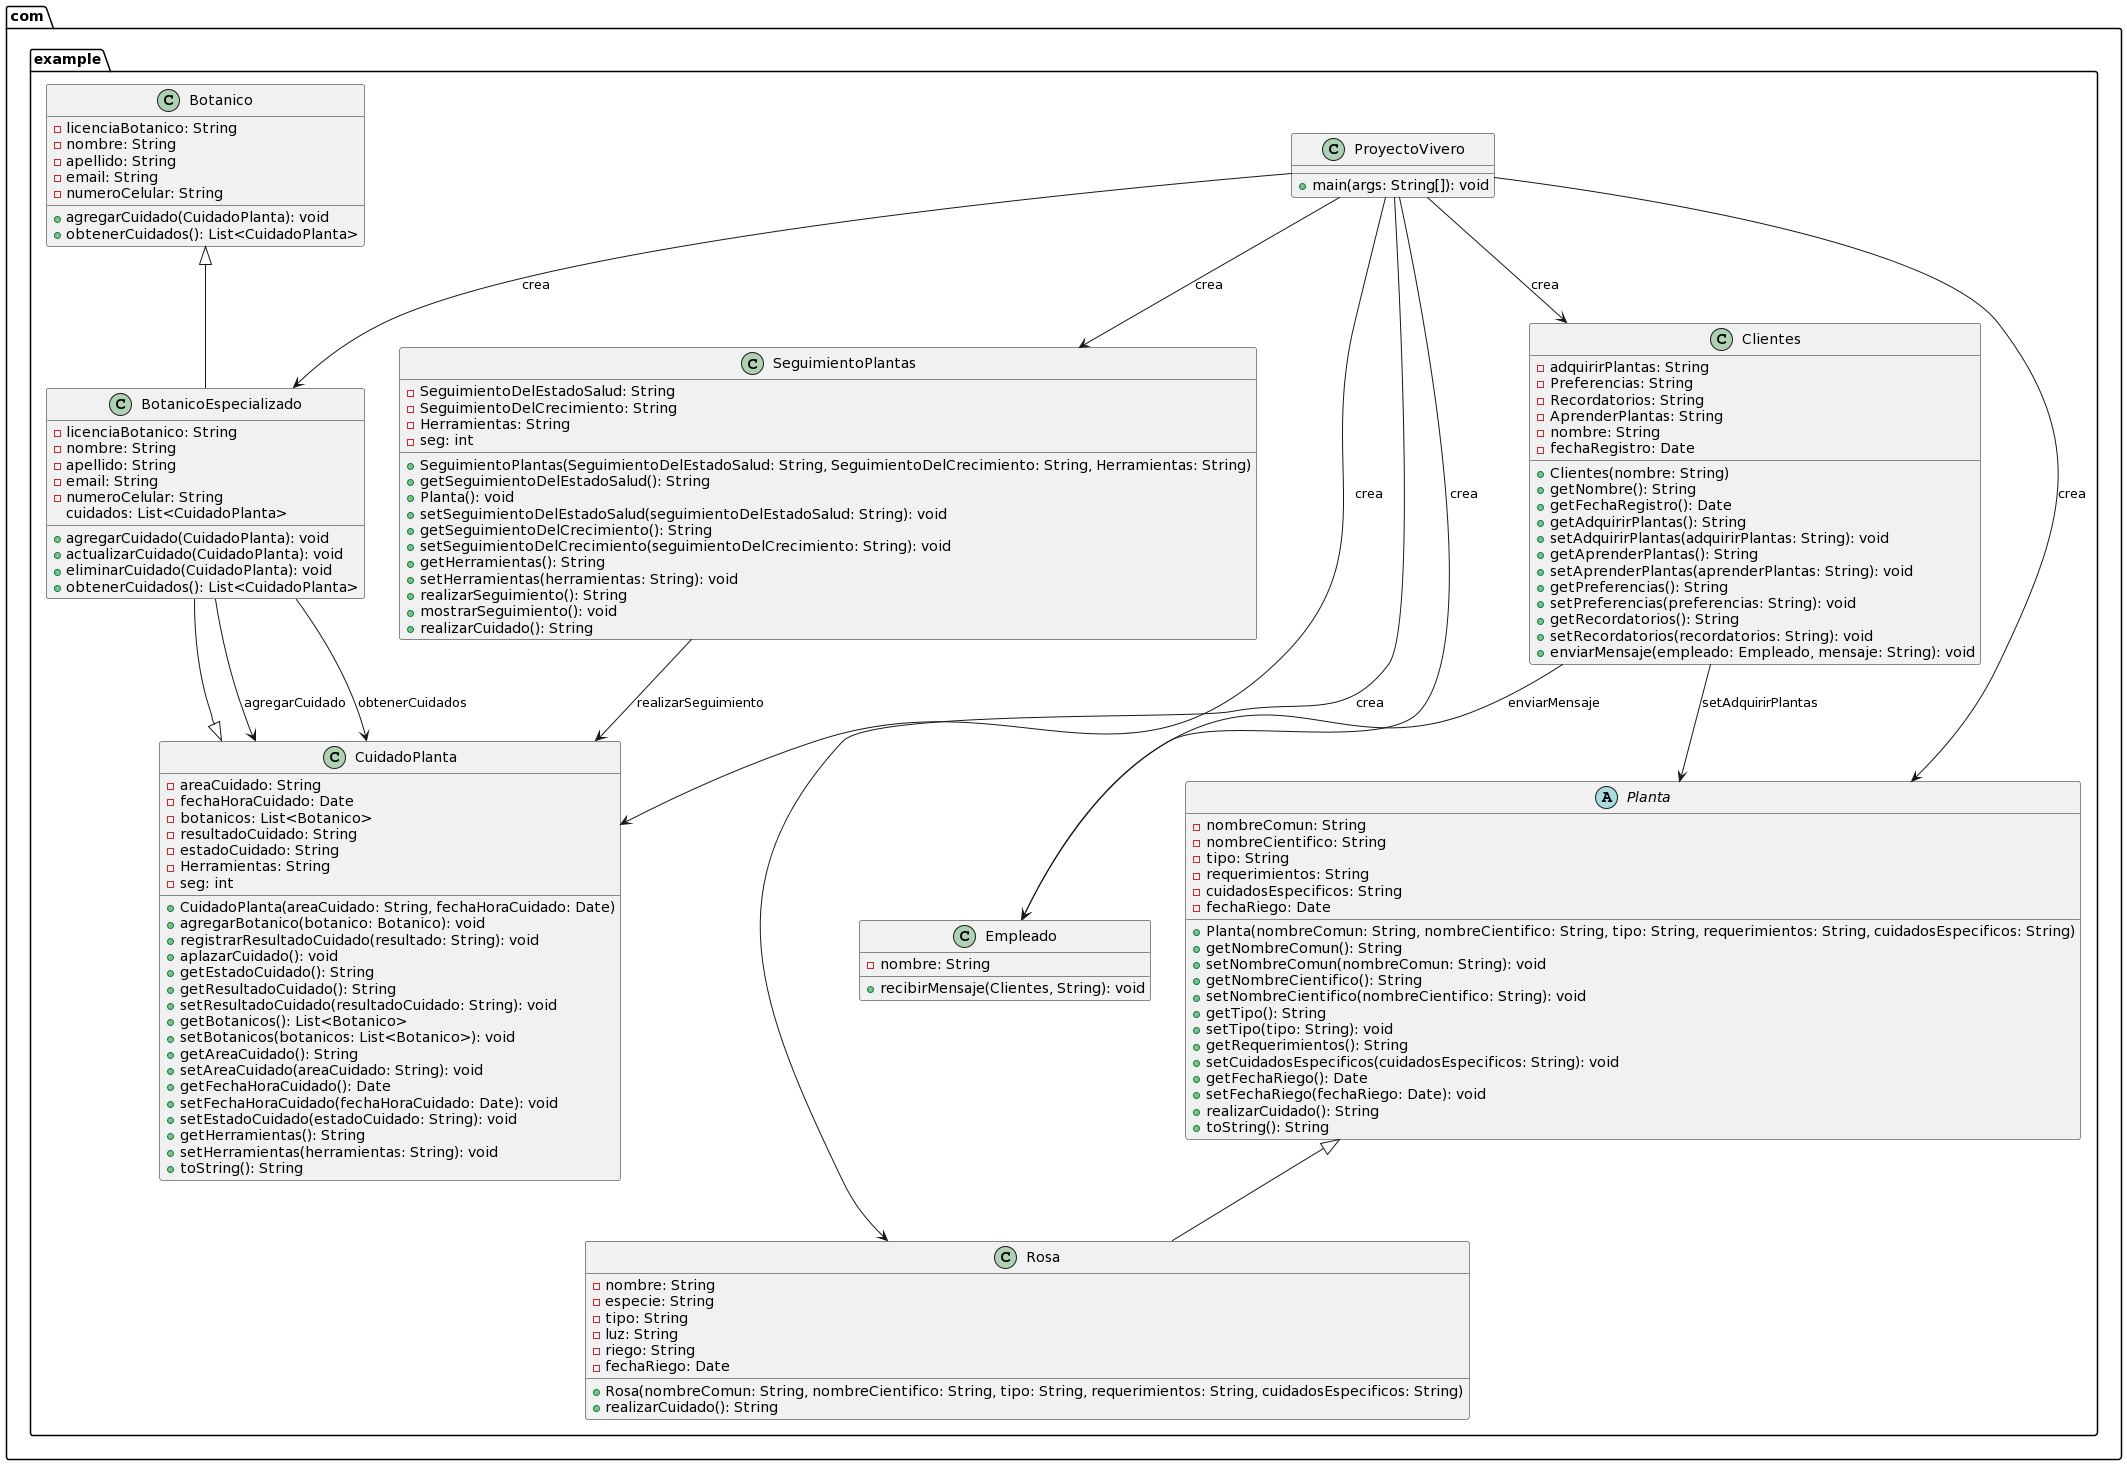 com
example
Botanico
licenciaBotanico: String
nombre: String
apellido: String
email: String
numeroCelular: String
agregarCuidado(CuidadoPlanta): void
obtenerCuidados(): List<CuidadoPlanta>
ProyectoVivero
main(args: String[]): void
crea
crea
crea
BotanicoEspecializado
licenciaBotanico: String
nombre: String
apellido: String
email: String
numeroCelular: String
cuidados: List<CuidadoPlanta>
agregarCuidado(CuidadoPlanta): void
actualizarCuidado(CuidadoPlanta): void
eliminarCuidado(CuidadoPlanta): void
obtenerCuidados(): List<CuidadoPlanta>
SeguimientoPlantas
SeguimientoDelEstadoSalud: String
SeguimientoDelCrecimiento: String
Herramientas: String
seg: int
SeguimientoPlantas(SeguimientoDelEstadoSalud: String, SeguimientoDelCrecimiento: String, Herramientas: String)
getSeguimientoDelEstadoSalud(): String
Planta(): void
setSeguimientoDelEstadoSalud(seguimientoDelEstadoSalud: String): void
getSeguimientoDelCrecimiento(): String
setSeguimientoDelCrecimiento(seguimientoDelCrecimiento: String): void
getHerramientas(): String
setHerramientas(herramientas: String): void
realizarSeguimiento(): String
mostrarSeguimiento(): void
realizarCuidado(): String
crea
crea
Clientes
adquirirPlantas: String
Preferencias: String
Recordatorios: String
AprenderPlantas: String
nombre: String
fechaRegistro: Date
Clientes(nombre: String)
getNombre(): String
getFechaRegistro(): Date
getAdquirirPlantas(): String
setAdquirirPlantas(adquirirPlantas: String): void
getAprenderPlantas(): String
setAprenderPlantas(aprenderPlantas: String): void
getPreferencias(): String
setPreferencias(preferencias: String): void
getRecordatorios(): String
setRecordatorios(recordatorios: String): void
enviarMensaje(empleado: Empleado, mensaje: String): void
crea
agregarCuidado
obtenerCuidados
realizarSeguimiento
crea
enviarMensaje
setAdquirirPlantas
CuidadoPlanta
areaCuidado: String
fechaHoraCuidado: Date
botanicos: List<Botanico>
resultadoCuidado: String
estadoCuidado: String
Herramientas: String
seg: int
CuidadoPlanta(areaCuidado: String, fechaHoraCuidado: Date)
agregarBotanico(botanico: Botanico): void
registrarResultadoCuidado(resultado: String): void
aplazarCuidado(): void
getEstadoCuidado(): String
getResultadoCuidado(): String
setResultadoCuidado(resultadoCuidado: String): void
getBotanicos(): List<Botanico>
setBotanicos(botanicos: List<Botanico>): void
getAreaCuidado(): String
setAreaCuidado(areaCuidado: String): void
getFechaHoraCuidado(): Date
setFechaHoraCuidado(fechaHoraCuidado: Date): void
setEstadoCuidado(estadoCuidado: String): void
getHerramientas(): String
setHerramientas(herramientas: String): void
toString(): String
Empleado
nombre: String
recibirMensaje(Clientes, String): void
Planta
nombreComun: String
nombreCientifico: String
tipo: String
requerimientos: String
cuidadosEspecificos: String
fechaRiego: Date
Planta(nombreComun: String, nombreCientifico: String, tipo: String, requerimientos: String, cuidadosEspecificos: String)
getNombreComun(): String
setNombreComun(nombreComun: String): void
getNombreCientifico(): String
setNombreCientifico(nombreCientifico: String): void
getTipo(): String
setTipo(tipo: String): void
getRequerimientos(): String
setCuidadosEspecificos(cuidadosEspecificos: String): void
getFechaRiego(): Date
setFechaRiego(fechaRiego: Date): void
realizarCuidado(): String
toString(): String
Rosa
nombre: String
especie: String
tipo: String
luz: String
riego: String
fechaRiego: Date
Rosa(nombreComun: String, nombreCientifico: String, tipo: String, requerimientos: String, cuidadosEspecificos: String)
realizarCuidado(): String